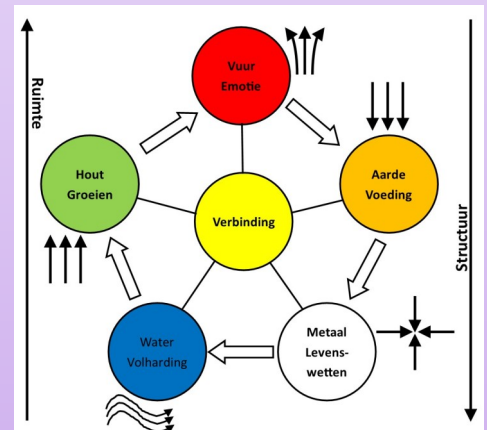 Ruimte
Vuur
Emotie
Hout
Groeien
Aarde
Voeding
Verbinding
Structuur
Water
Volharding
Metaal
Levens-
wetten